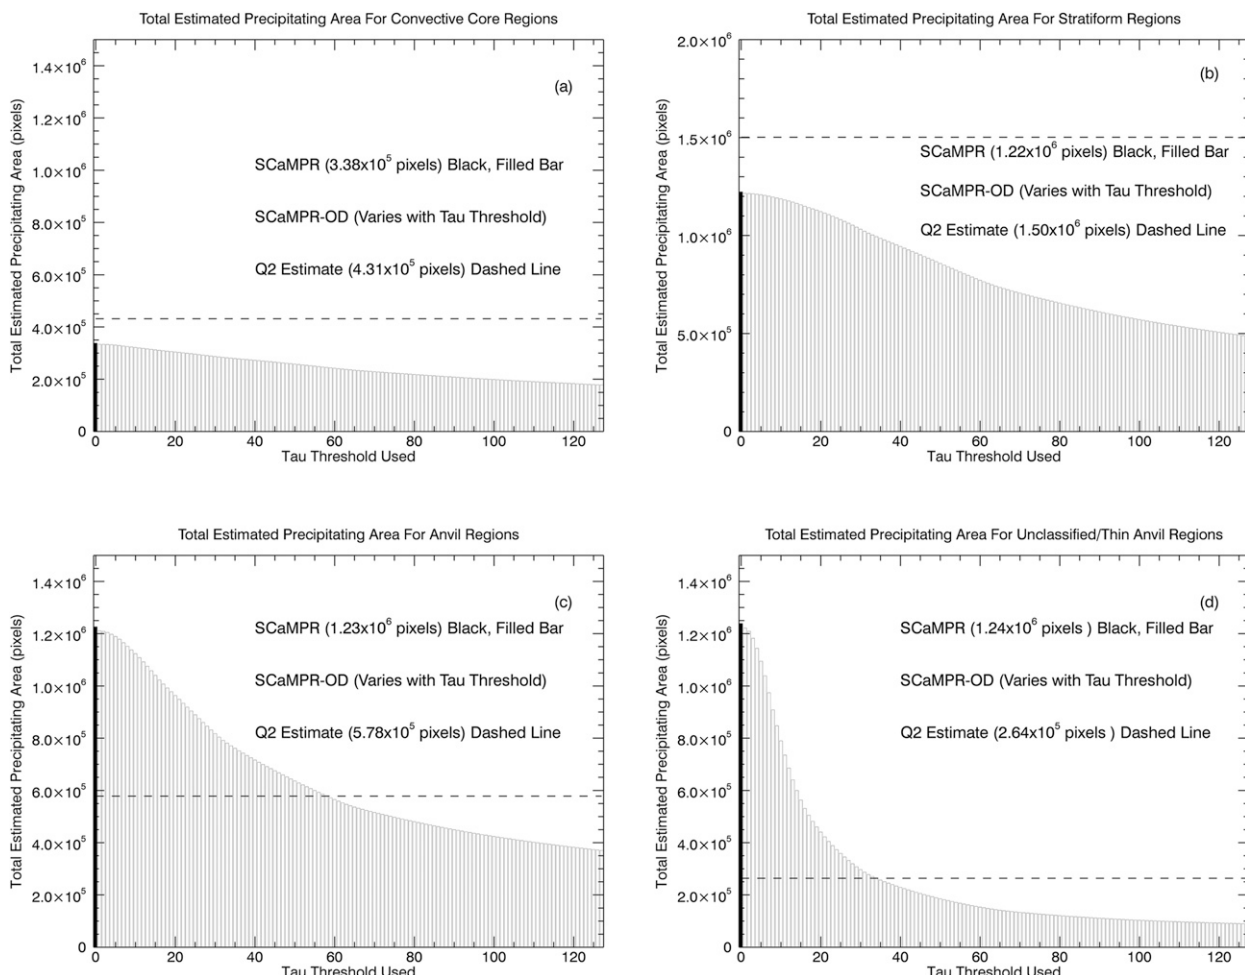 Total Estimated Precipitating Area For Convective Core Regions
Total Estimated Precipitating Area (pixels)
1.4×10⁶
1.2×10⁶
1.0×10⁶
8.0×10⁵
6.0×10⁵
4.0×10⁵
2.0×10⁵
0
(a)
SCaMPR (3.38x10⁵ pixels) Black, Filled Bar
SCaMPR-OD (Varies with Tau Threshold)
Q2 Estimate (4.31x10⁵ pixels) Dashed Line
0 20 40 60 80 100 120
Tau Threshold Used
Total Estimated Precipitating Area For Stratiform Regions
Total Estimated Precipitating Area (pixels)
2.0×10⁶
1.5×10⁶
1.0×10⁶
5.0×10⁵
0
(b)
SCaMPR (1.22x10⁶ pixels) Black, Filled Bar
SCaMPR-OD (Varies with Tau Threshold)
Q2 Estimate (1.50x10⁶ pixels) Dashed Line
0 20 40 60 80 100 120
Tau Threshold Used
Total Estimated Precipitating Area For Anvil Regions
Total Estimated Precipitating Area (pixels)
1.4×10⁶
1.2×10⁶
1.0×10⁶
8.0×10⁵
6.0×10⁵
4.0×10⁵
2.0×10⁵
0
(c)
SCaMPR (1.23x10⁶ pixels) Black, Filled Bar
SCaMPR-OD (Varies with Tau Threshold)
Q2 Estimate (5.78x10⁵ pixels) Dashed Line
0 20 40 60 80 100 120
Tau Threshold Used
Total Estimated Precipitating Area For Unclassified/Thin Anvil Regions
Total Estimated Precipitating Area (pixels)
1.4×10⁶
1.2×10⁶
1.0×10⁶
8.0×10⁵
6.0×10⁵
4.0×10⁵
2.0×10⁵
0
(d)
SCaMPR (1.24x10⁶ pixels ) Black, Filled Bar
SCaMPR-OD (Varies with Tau Threshold)
Q2 Estimate (2.64x10⁵ pixels ) Dashed Line
0 20 40 60 80 100 120
Tau Threshold Used